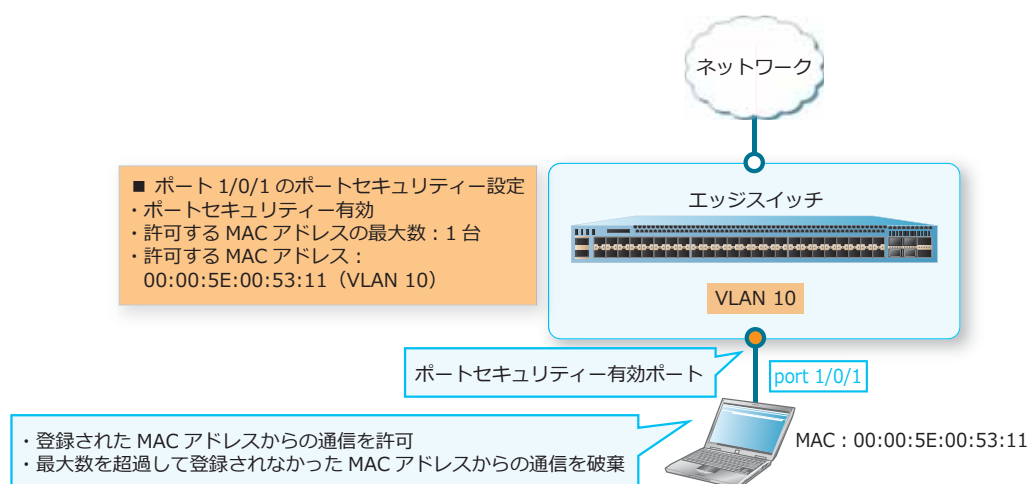 ネットワーク
■ ポート 1/0/1 のポートセキュリティー設定
・ポートセキュリティー有効
・許可する MAC アドレスの最大数：1 台
・許可する MAC アドレス：
00:00:5E:00:53:11（VLAN 10）
エッジスイッチ
VLAN 10
ポートセキュリティー有効ポート
port 1/0/1
・登録された MAC アドレスからの通信を許可
・最大数を超過して登録されなかった MAC アドレスからの通信を破棄
MAC：00:00:5E:00:53:11